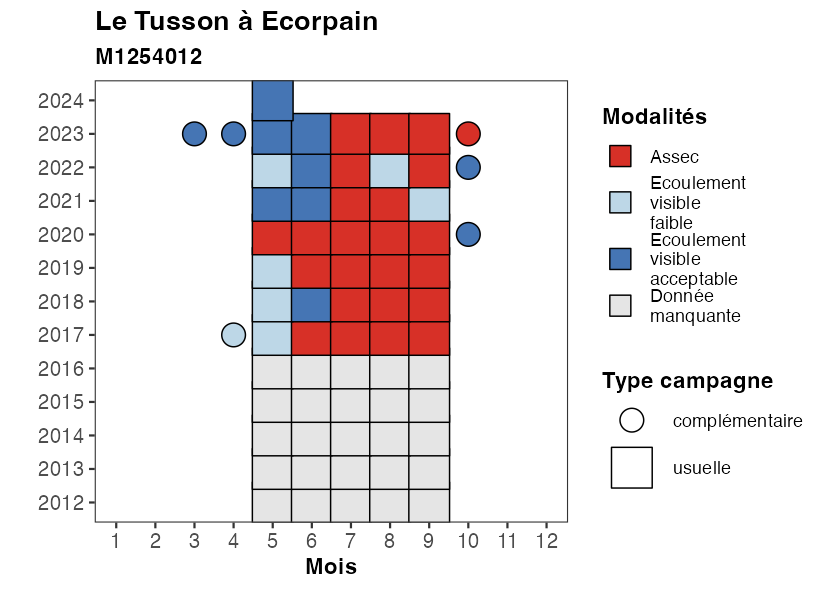 Le Tusson à Ecorpain
M1254012
2024
2023
2022
2021
2020
2019
2018
2017
2016
2015
2014
2013
2012
1 2 3 4 5 6 7 8 9 10 11 12
Mois
Modalités
Assec
Ecoulement
visible
faible
Ecoulement
visible
acceptable
Donnée
manquante
Type campagne
complémentaire
usuelle